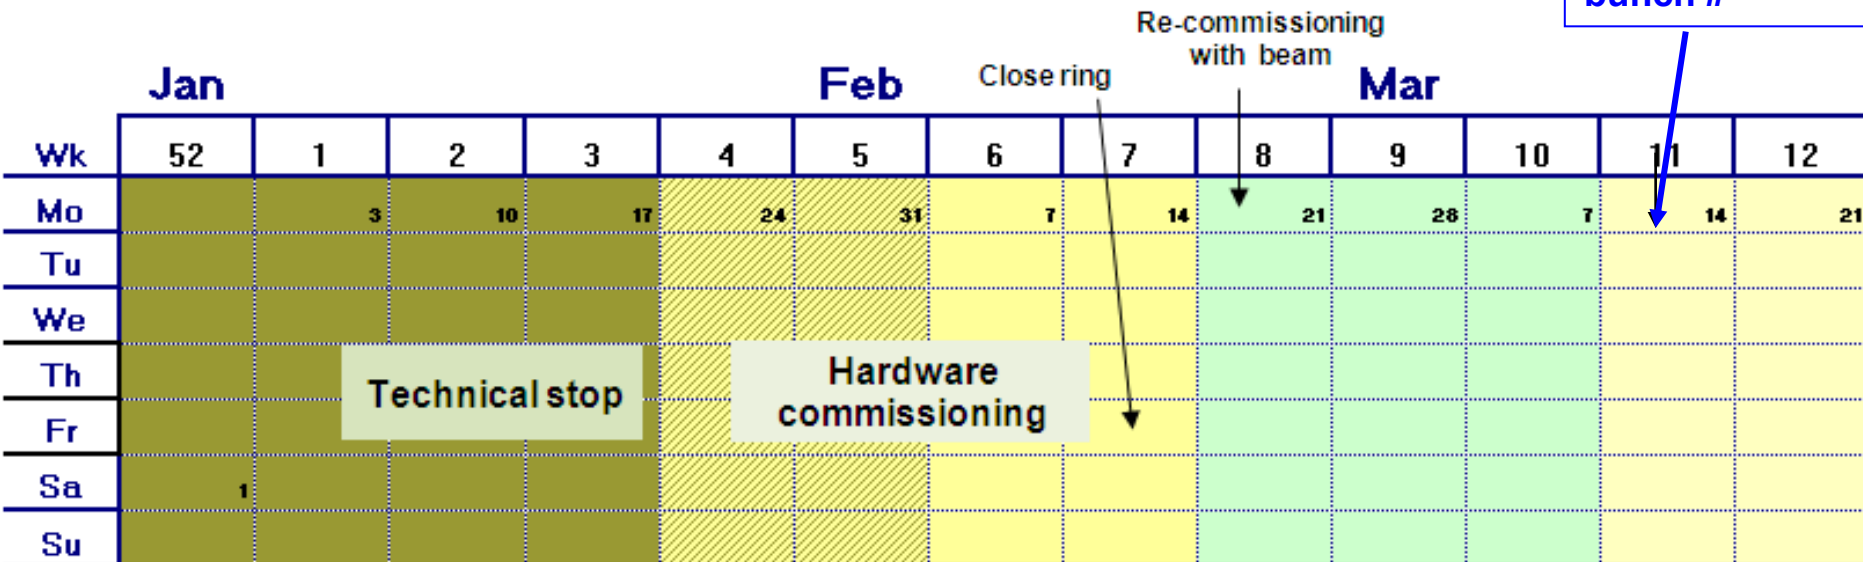 bunch #
Re-commissioning
with beam
Close ring
Jan Feb Mar
Wk 52 1 2 3 4 5 6 7 8 9 10 11 12
Mo 3 10 17 24 31 7 14 21 28 7 14 21
Tu
We
Th
Technical stop
Hardware
commissioning
Fr
Sa 1
Su